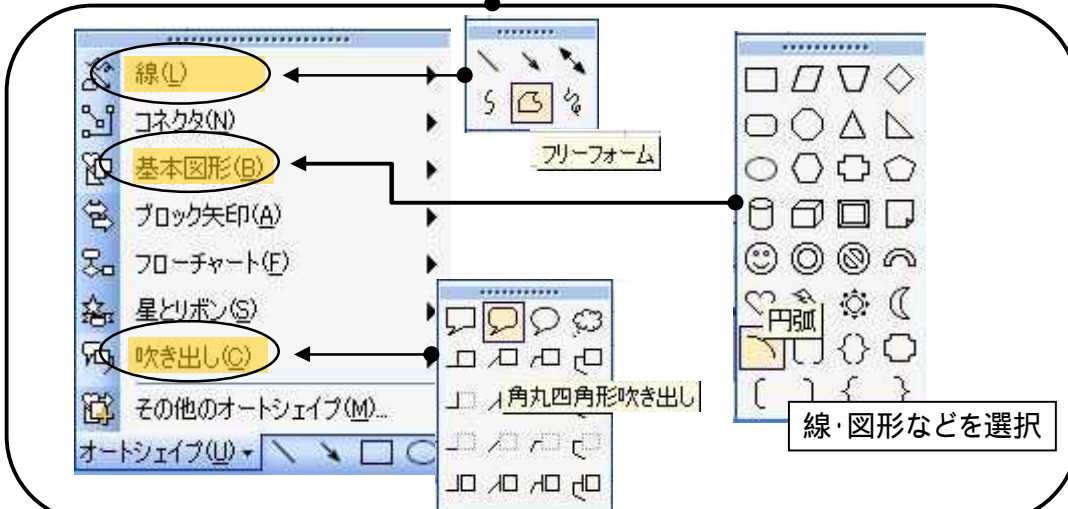 線(L)
コネクタ(N)
基本図形(B)
ブロック矢印(A)
フローチャート(F)
星とリボン(S)
吹き出し(C)
その他のオートシェイプ(M)...
オートシェイプ(U)
フリーフォーム
角丸四角形吹き出し
円弧
線・図形などを選択